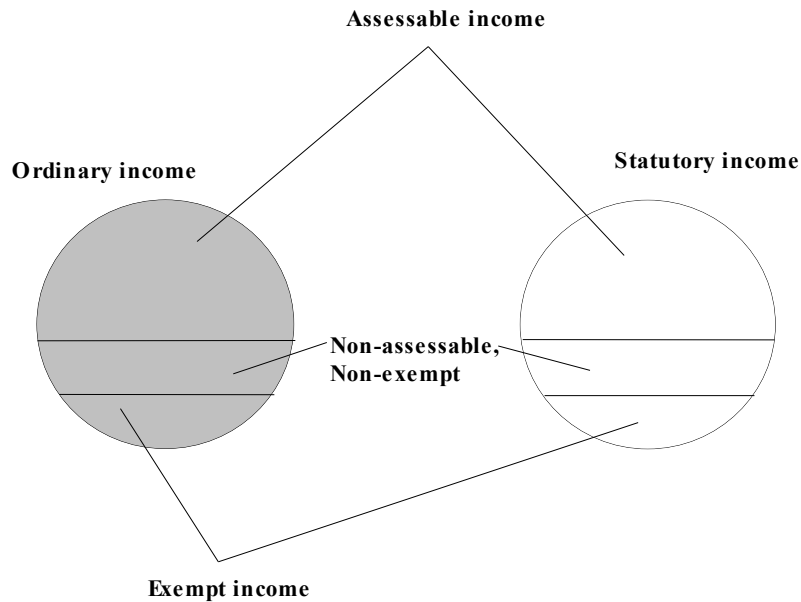 Assessable income
Ordinary income
Statutory income
Non-assessable,
Non-exempt
Exempt income